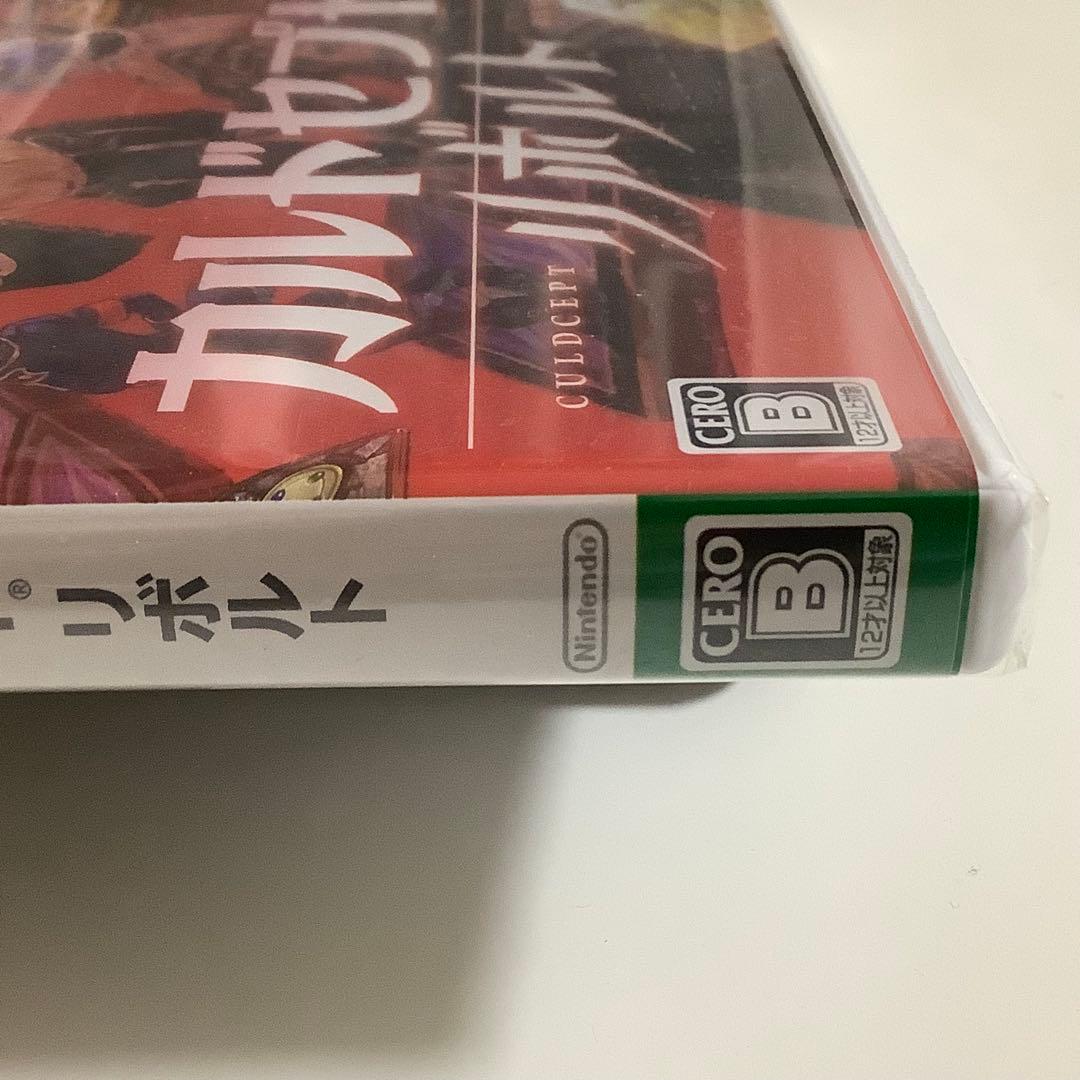 カルドセプ
リボルト
CULDCEPT
CERO
B
12才以上対象
® リボルト
Nintendo®
CERO
B
12才以上対象